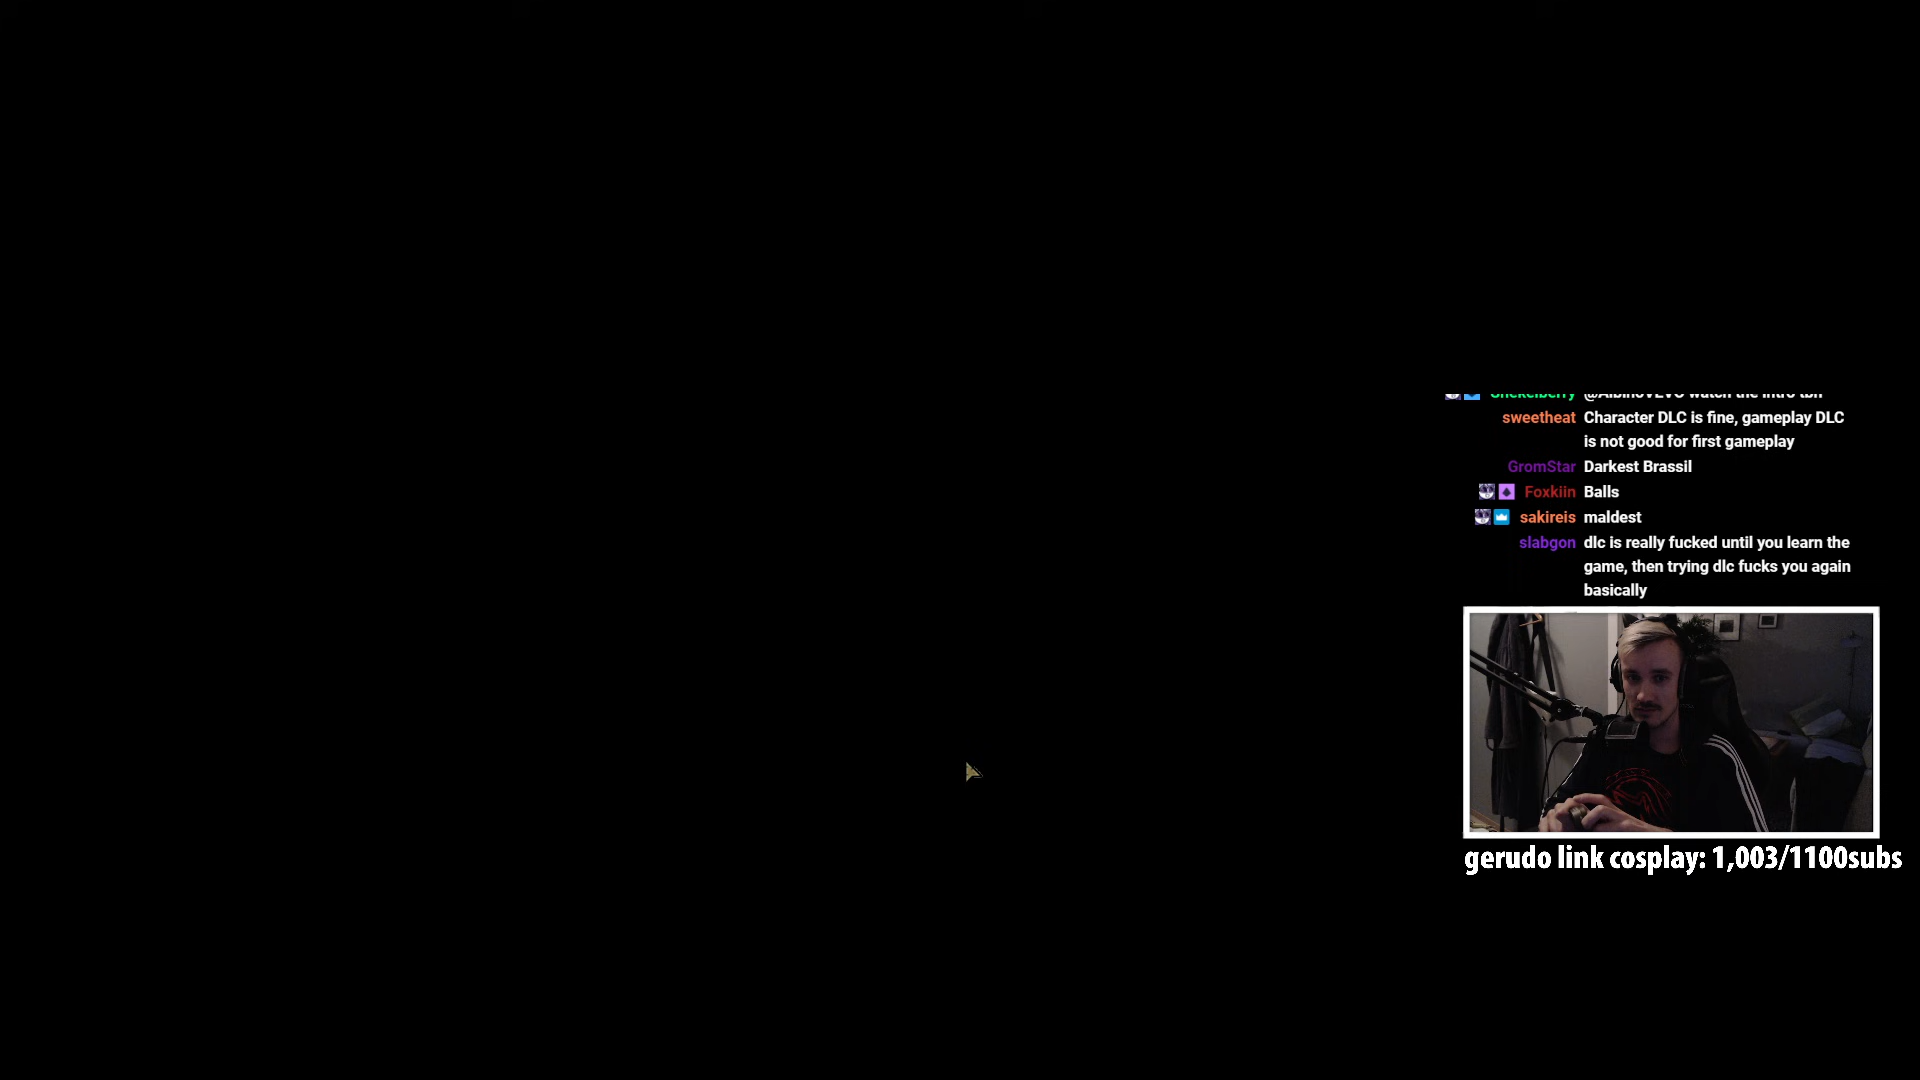 sweetheat Character DLC is fine, gameplay DLC
is not good for first gameplay
GromStar Darkest Brassil
Foxkiin Balls
sakireis maldest
slabgon dlc is really fucked until you learn the
game, then trying dlc fucks you again
basically
gerudo link cosplay: 1,003/1100subs